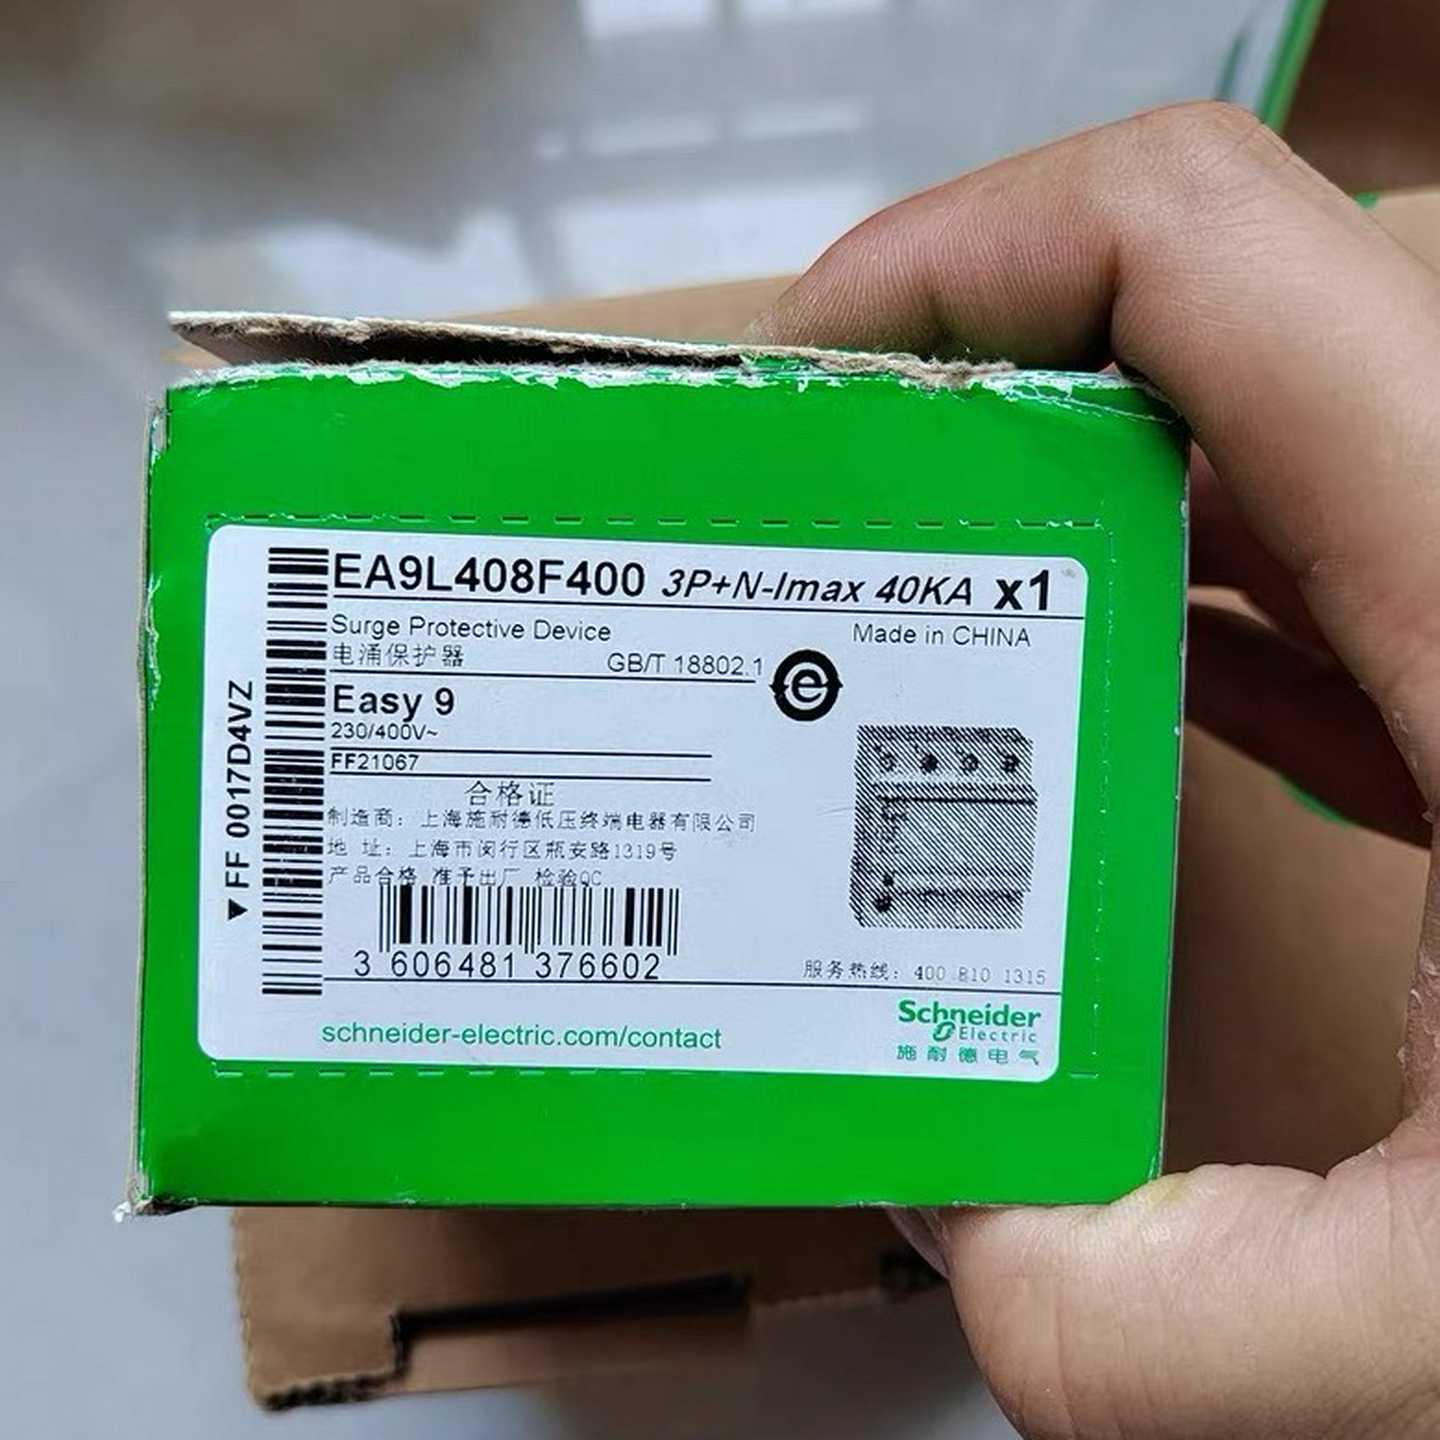 EA9L408F400 3P+N-Imax 40KA x1
Surge Protective Device Made in CHINA
电涌保护器 GB/T 18802.1
Easy 9
230/400V~
FF21067
合格证
制造商：上海施耐德低压终端电器有限公司
地 址：上海市闵行区瓶安路1319号
产品合格 准予出厂 检验QC
3 606481 376602
服务热线：400 810 1315
schneider-electric.com/contact
Schneider
Electric
施耐德电气
▼FF 0017D4VZ